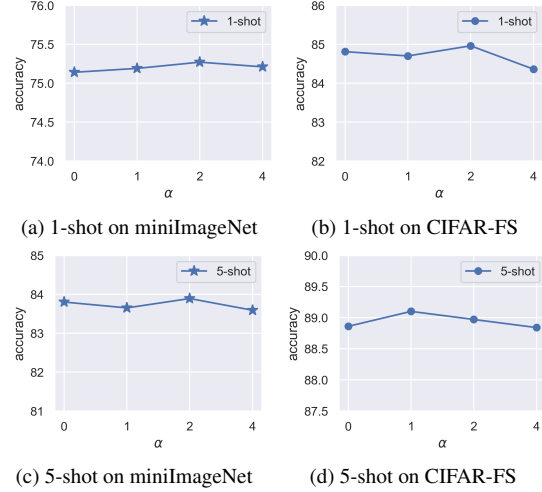 76.0
75.5
75.0
74.5
74.0
accuracy
1-shot
0 1 2 4
α
(a) 1-shot on miniImageNet
86
85
84
83
82
accuracy
1-shot
0 1 2 4
α
(b) 1-shot on CIFAR-FS
85
84
83
82
81
accuracy
5-shot
0 1 2 4
α
(c) 5-shot on miniImageNet
90.0
89.5
89.0
88.5
88.0
87.5
accuracy
5-shot
0 1 2 4
α
(d) 5-shot on CIFAR-FS